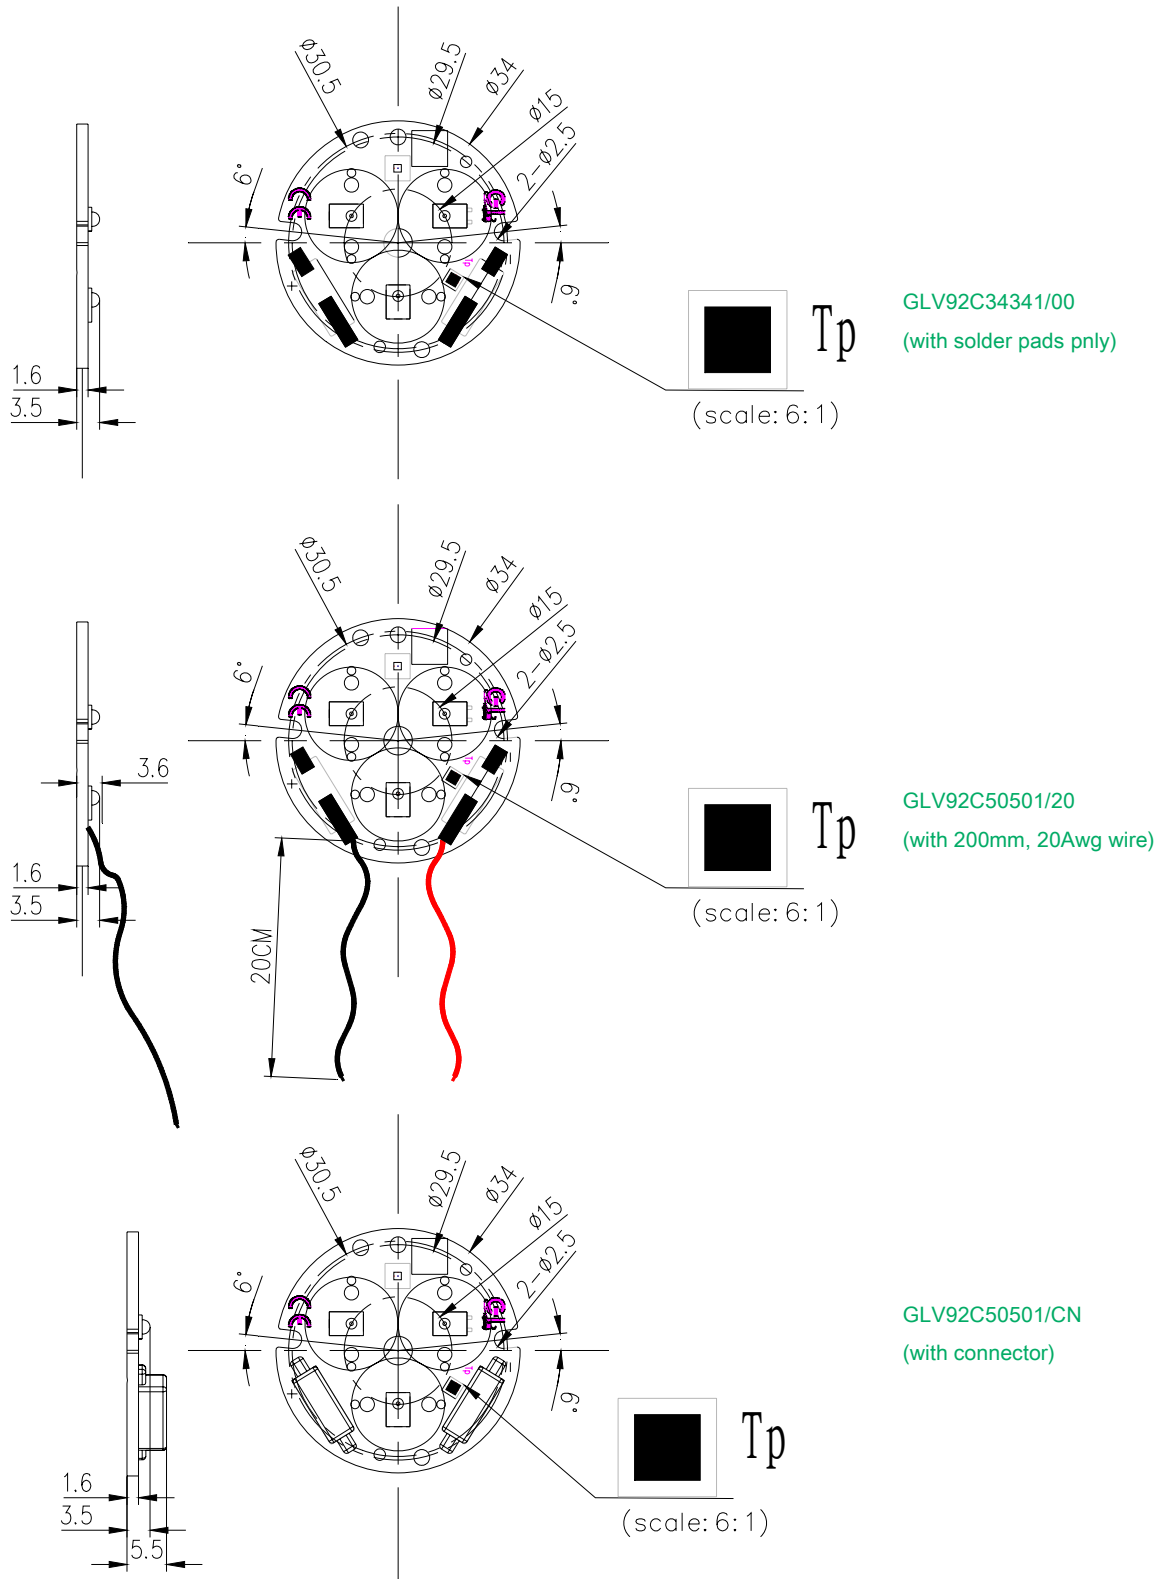 ø30.5
ø29.5
ø34
ø15
2-ø2.5
6°
6°
+
Tp
1.6
3.5
Tp
(scale: 6:1)
GLV92C34341/00
(with solder pads pnly)
ø30.5
ø29.5
ø34
ø15
2-ø2.5
6°
6°
+
Tp
3.6
1.6
3.5
20CM
Tp
(scale: 6:1)
GLV92C50501/20
(with 200mm, 20Awg wire)
ø30.5
ø29.5
ø34
ø15
2-ø2.5
6°
6°
+
Tp
1.6
3.5
5.5
Tp
(scale: 6:1)
GLV92C50501/CN
(with connector)